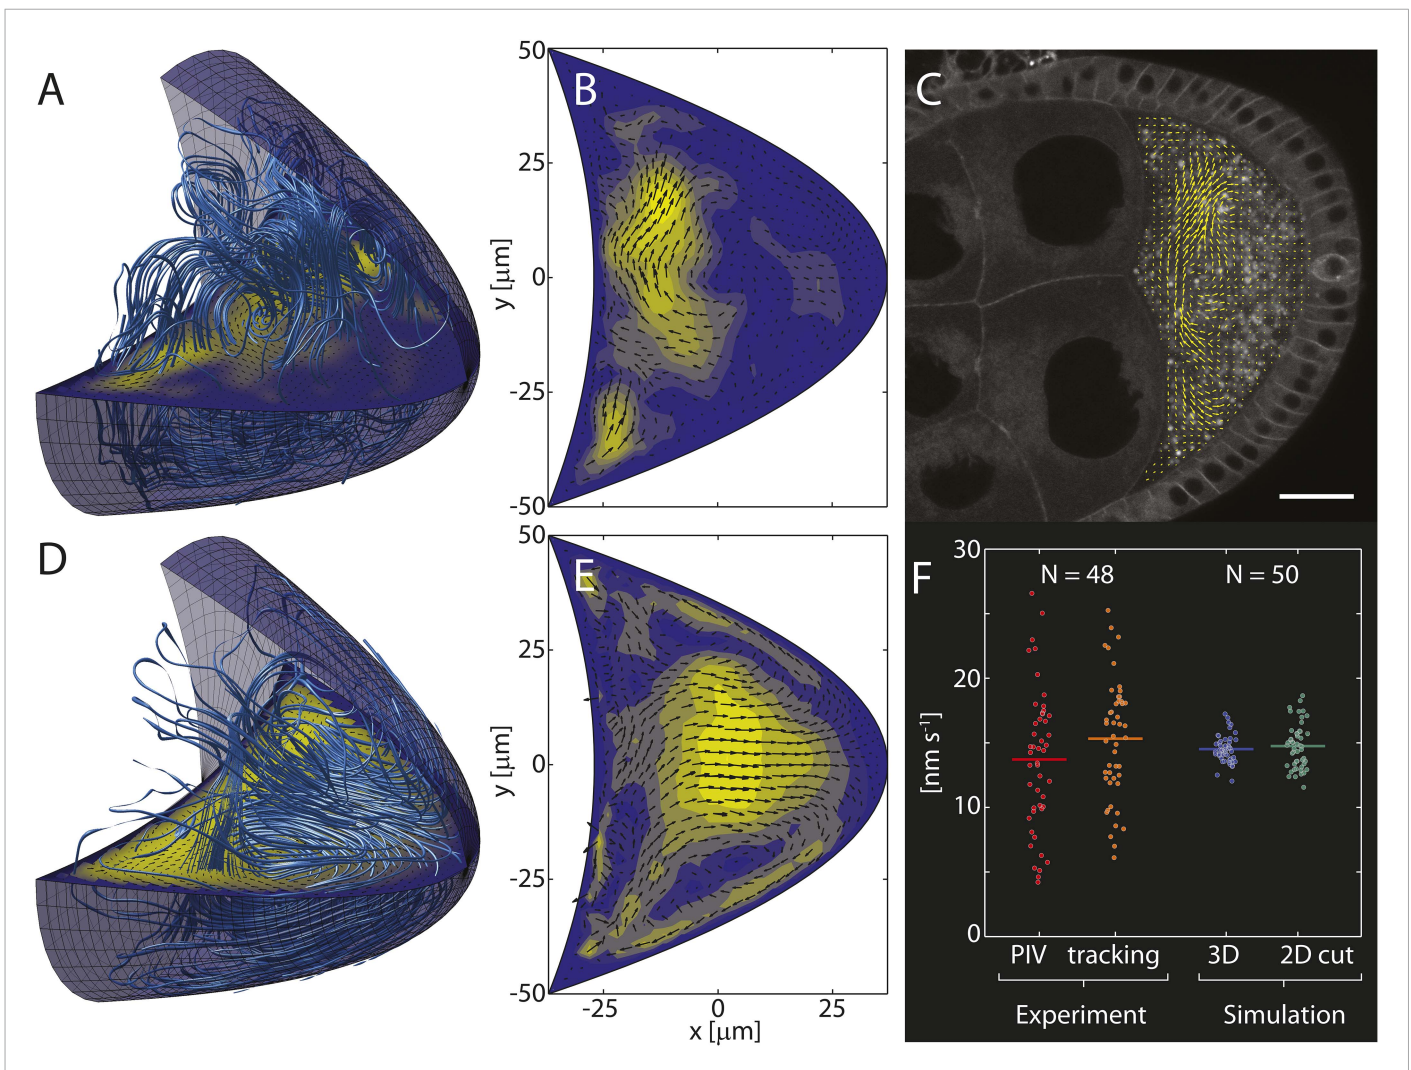 A
B
50
25
0
-25
-50
y [μm]
C
D
E
50
25
0
-25
-50
y [μm]
-25 0 25
x [μm]
F
30
20
10
0
[nm s-1]
N = 48 N = 50
PIV tracking 3D 2D cut
Experiment Simulation